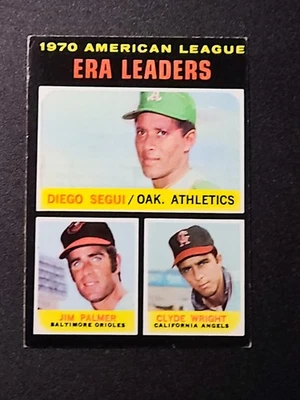 1970 AMERICAN LEAGUE
ERA LEADERS
A
DIEGO SEGUI / OAK. ATHLETICS
JIM PALMER
BALTIMORE ORIOLES
CLYDE WRIGHT
CALIFORNIA ANGELS